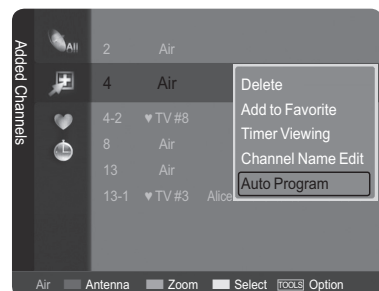 Added Channels
All
2 Air
4 Air
4-2 ♥ TV #8
8 Air
13 Air
13-1 ♥ TV #3 Alice
Delete
Add to Favorite
Timer Viewing
Channel Name Edit
Auto Program
Air Antenna Zoom Select TOOLS Option